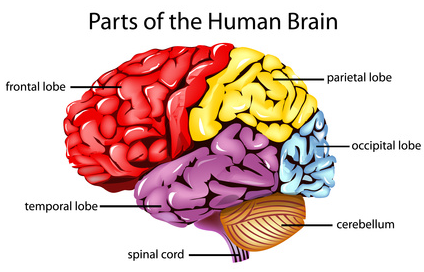 Parts of the Human Brain
frontal lobe
parietal lobe
occipital lobe
temporal lobe
cerebellum
spinal cord